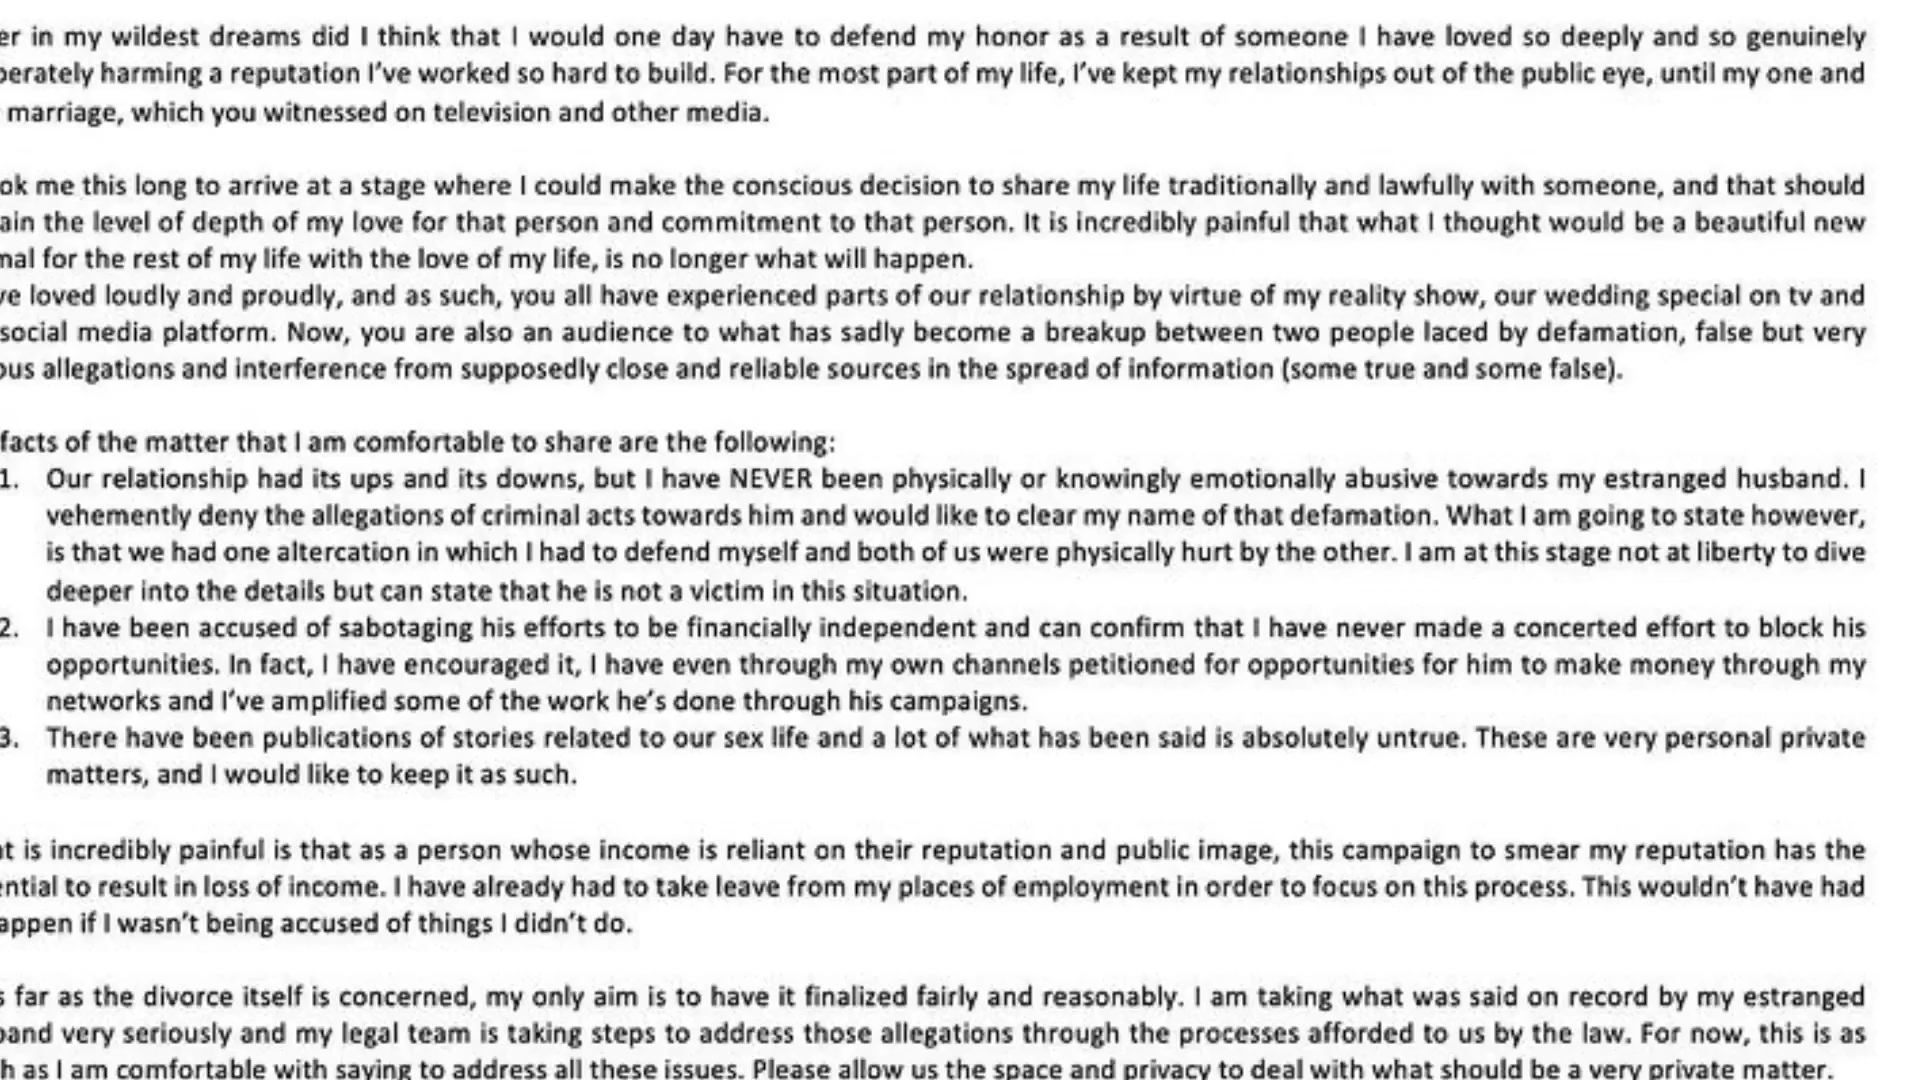 er in my wildest dreams did I think that I would one day have to defend my honor as a result of someone I have loved so deeply and so genuinely
erately harming a reputation I've worked so hard to build. For the most part of my life, I've kept my relationships out of the public eye, until my one and
marriage, which you witnessed on television and other media.
ok me this long to arrive at a stage where I could make the conscious decision to share my life traditionally and lawfully with someone, and that should
ain the level of depth of my love for that person and commitment to that person. It is incredibly painful that what I thought would be a beautiful new
mal for the rest of my life with the love of my life, is no longer what will happen.
ve loved loudly and proudly, and as such, you all have experienced parts of our relationship by virtue of my reality show, our wedding special on tv and
social media platform. Now, you are also an audience to what has sadly become a breakup between two people laced by defamation, false but very
ous allegations and interference from supposedly close and reliable sources in the spread of information (some true and some false).
facts of the matter that I am comfortable to share are the following:
1. Our relationship had its ups and its downs, but I have NEVER been physically or knowingly emotionally abusive towards my estranged husband. I
vehemently deny the allegations of criminal acts towards him and would like to clear my name of that defamation. What I am going to state however,
is that we had one altercation in which I had to defend myself and both of us were physically hurt by the other. I am at this stage not at liberty to dive
deeper into the details but can state that he is not a victim in this situation.
2. I have been accused of sabotaging his efforts to be financially independent and can confirm that I have never made a concerted effort to block his
opportunities. In fact, I have encouraged it, I have even through my own channels petitioned for opportunities for him to make money through my
networks and I've amplified some of the work he's done through his campaigns.
3. There have been publications of stories related to our sex life and a lot of what has been said is absolutely untrue. These are very personal private
matters, and I would like to keep it as such.
at is incredibly painful is that as a person whose income is reliant on their reputation and public image, this campaign to smear my reputation has the
ential to result in loss of income. I have already had to take leave from my places of employment in order to focus on this process. This wouldn't have had
appen if I wasn't being accused of things I didn't do.
s far as the divorce itself is concerned, my only aim is to have it finalized fairly and reasonably. I am taking what was said on record by my estranged
band very seriously and my legal team is taking steps to address those allegations through the processes afforded to us by the law. For now, this is as
h as I am comfortable with saying to address all these issues. Please allow us the space and privacy to deal with what should be a very private matter.